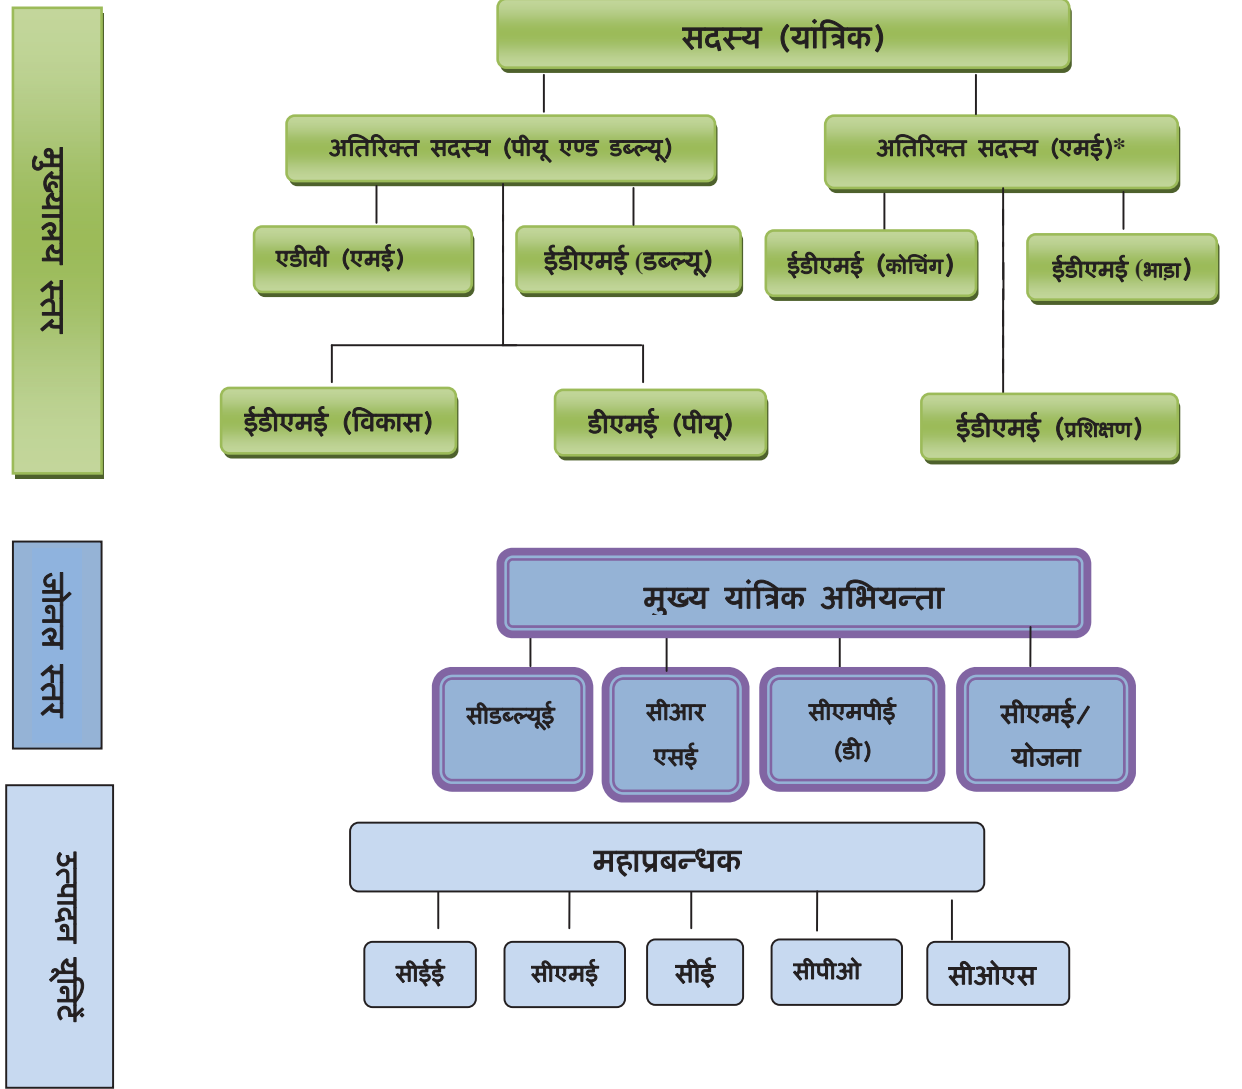 मुख्यालय स्तर
सदस्य (यांत्रिक)
अतिरिक्त सदस्य (पीयू एण्ड डब्ल्यू)
अतिरिक्त सदस्य (एमई)*
एडीवी (एमई)
ईडीएमई (डब्ल्यू)
ईडीएमई (कोचिंग)
ईडीएमई (भाड़ा)
ईडीएमई (विकास)
डीएमई (पीयू)
ईडीएमई (प्रशिक्षण)
जोनल स्तर
मुख्य यांत्रिक अभियन्ता
सीडब्ल्यूई
सीआर
एसई
सीएमपीई
(डी)
सीएमई/
योजना
उत्पादन यूनिटें
महाप्रबन्धक
सीईई
सीएमई
सीई
सीपीओ
सीओएस